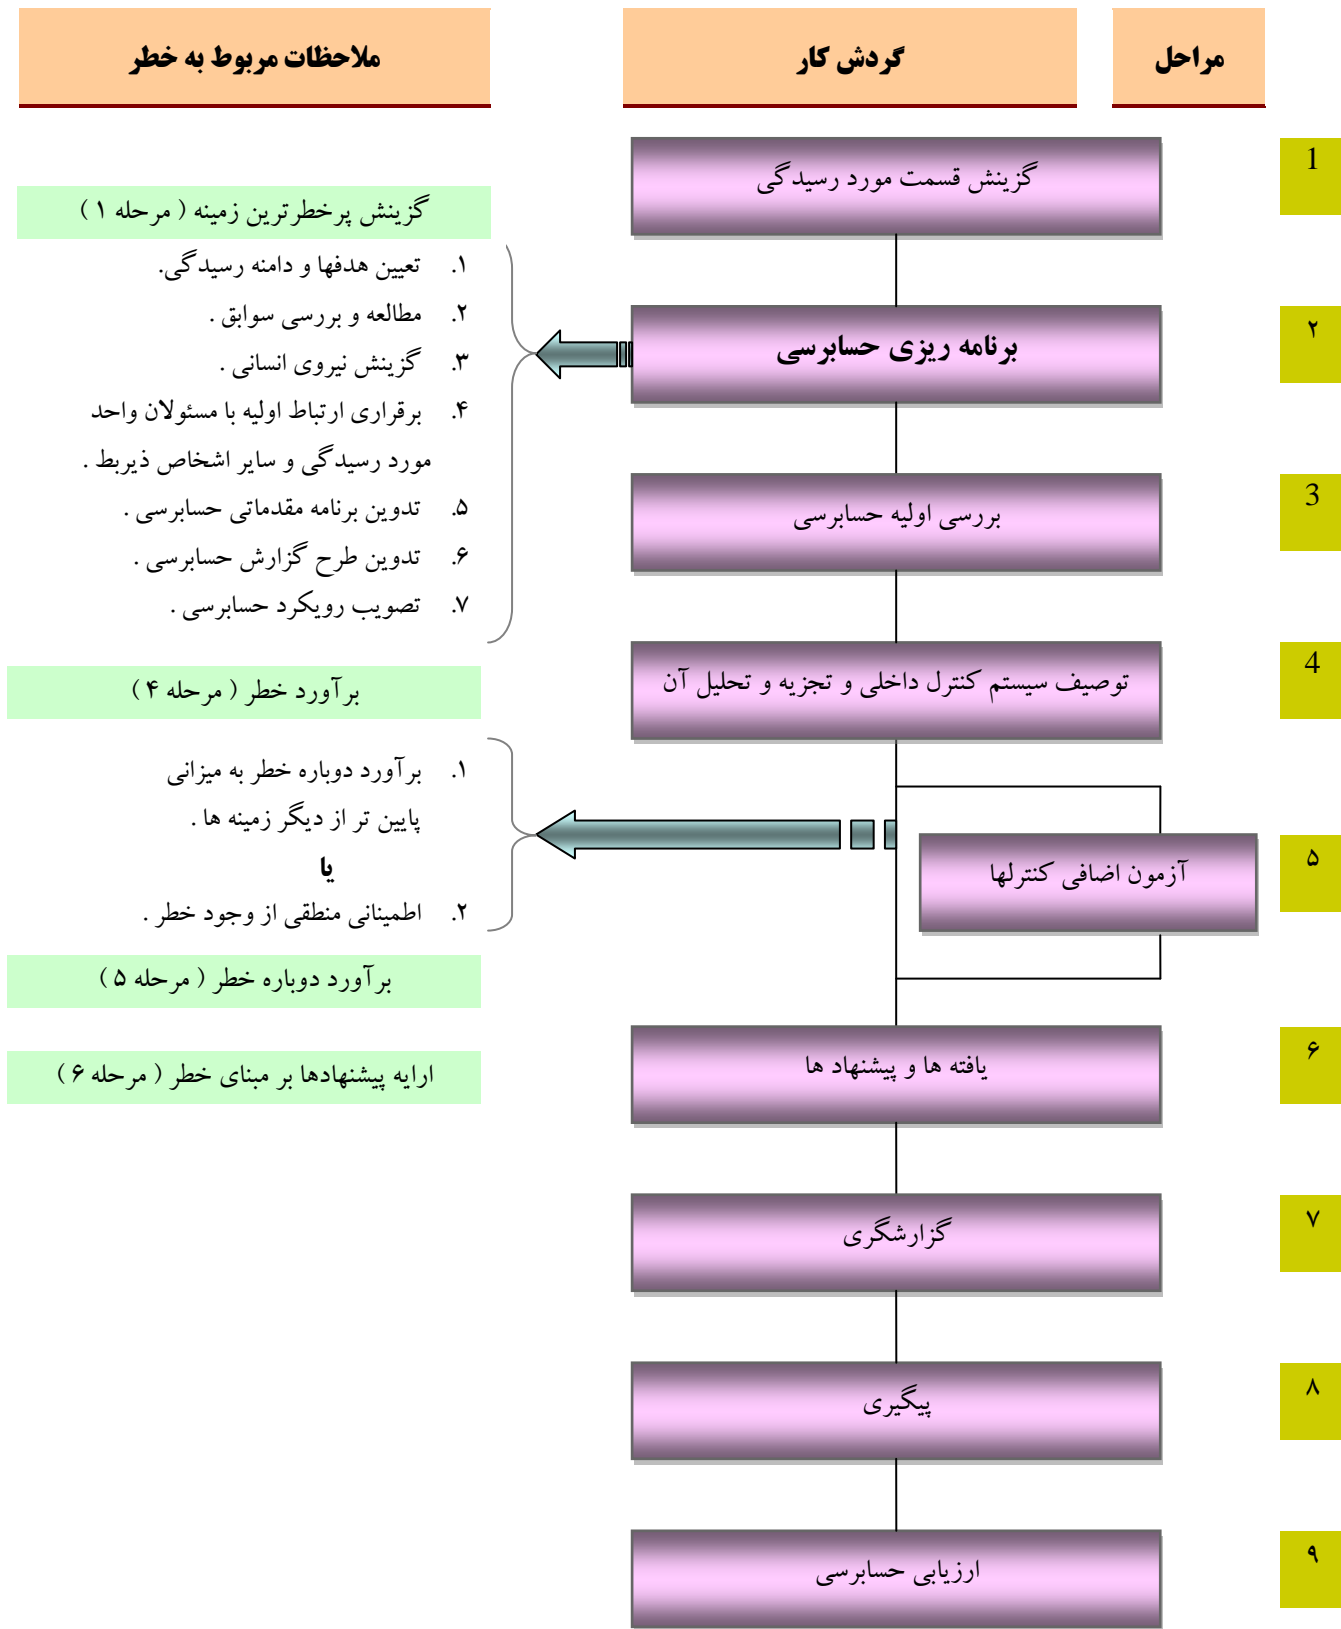 مراحل
گردش کار
ملاحظات مربوط به خطر
1
گزینش قسمت مورد رسیدگی
گزینش پرخطرترین زمینه ( مرحله ۱ )
۲
برنامه ریزی حسابرسی
۱. تعیین هدفها و دامنه رسیدگی.
۲. مطالعه و بررسی سوابق .
۳. گزینش نیروی انسانی .
۴. برقراری ارتباط اولیه با مسئولان واحد
مورد رسیدگی و سایر اشخاص ذیربط .
۵. تدوین برنامه مقدماتی حسابرسی .
۶. تدوین طرح گزارش حسابرسی .
۷. تصویب رویکرد حسابرسی .
3
بررسی اولیه حسابرسی
4
توصیف سیستم کنترل داخلی و تجزیه و تحلیل آن
برآورد خطر ( مرحله ۴ )
۱. برآورد دوباره خطر به میزانی
پایین تر از دیگر زمینه ها .
یا
۲. اطمینانی منطقی از وجود خطر .
۵
آزمون اضافی کنترلها
برآورد دوباره خطر ( مرحله ۵ )
۶
یافته ها و پیشنهاد ها
ارایه پیشنهادها بر مبنای خطر ( مرحله ۶ )
۷
گزارشگری
۸
پیگیری
۹
ارزیابی حسابرسی